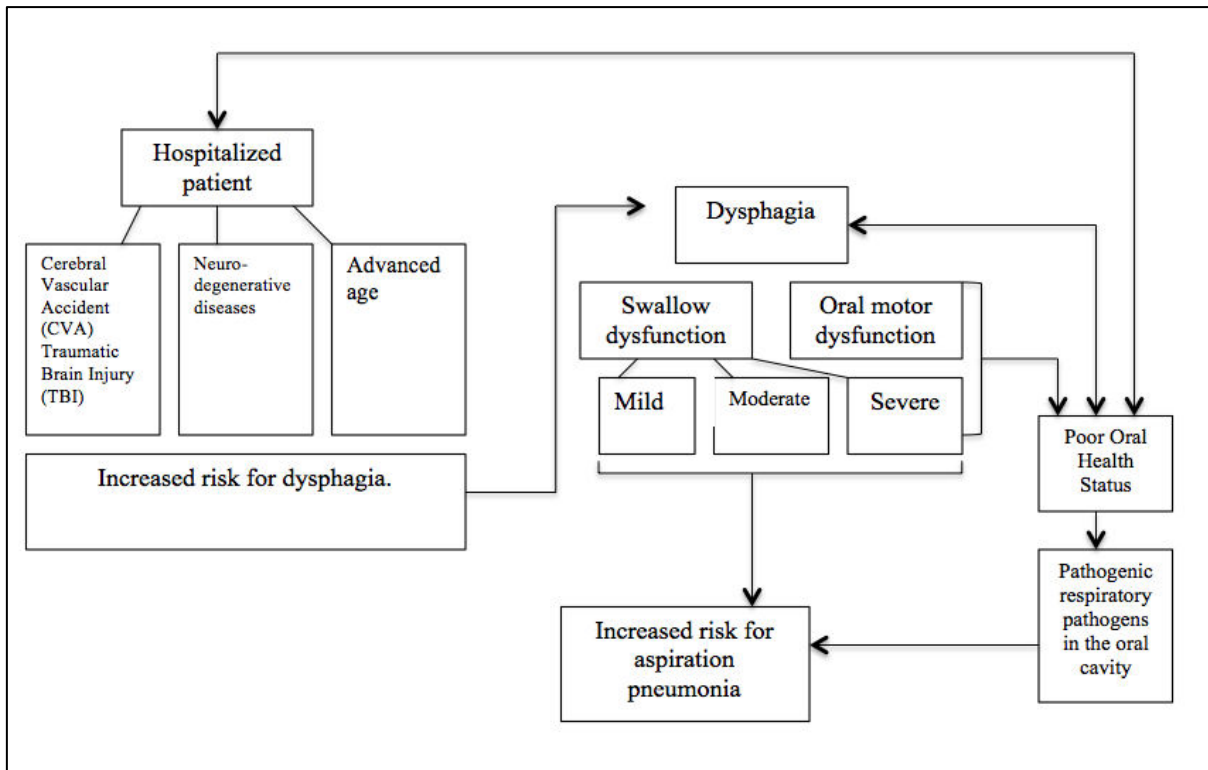 Hospitalized
patient
Cerebral
Vascular
Accident
(CVA)
Traumatic
Brain Injury
(TBI)
Neuro-
degenerative
diseases
Advanced
age
Increased risk for dysphagia.
Dysphagia
Swallow
dysfunction
Oral motor
dysfunction
Mild
Moderate
Severe
Poor Oral
Health
Status
Pathogenic
respiratory
pathogens
in the oral
cavity
Increased risk for
aspiration
pneumonia